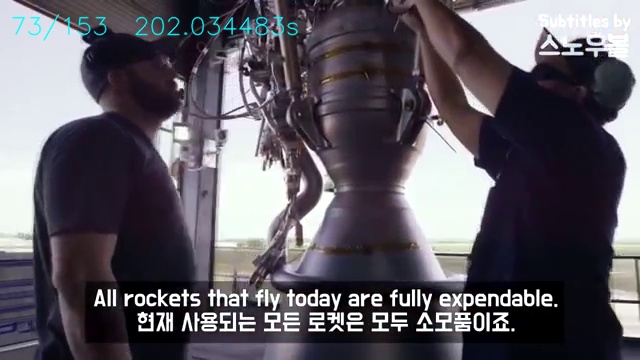 73/153 202.034483s
Subtitles by
스노우볼
All rockets that fly today are fully expendable.
현재 사용되는 모든 로켓은 모두 소모품이죠.